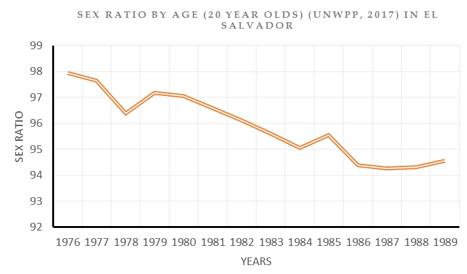 SEX RATIO BY AGE (20 YEAR OLDS) (UNWPP, 2017) IN EL
SALVADOR
99
98
97
96
95
94
93
92
SEX RATIO
1976 1977 1978 1979 1980 1981 1982 1983 1984 1985 1986 1987 1988 1989
YEARS